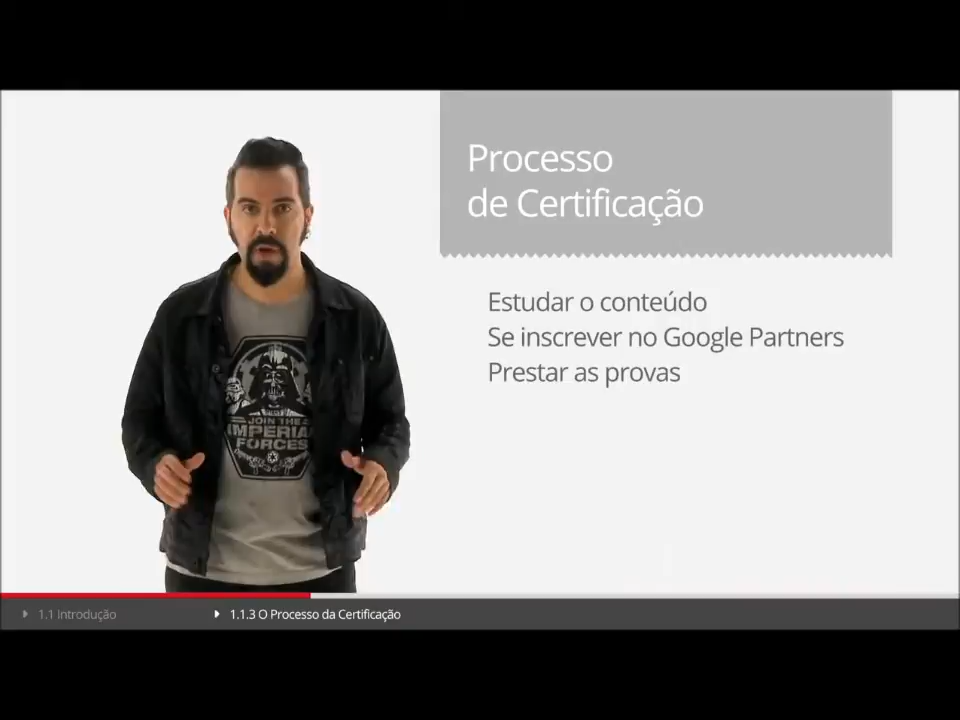 Processo
de Certificação
Estudar o conteúdo
Se inscrever no Google Partners
Prestar as provas
JOIN THE
IMPERIAL
FORCES
1.1 Introdução
1.1.3 O Processo da Certificação